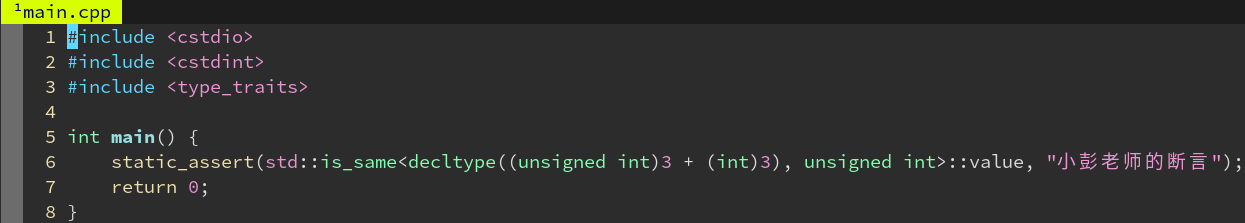 ¹main.cpp
1 #include <cstdio>
2 #include <cstdint>
3 #include <type_traits>
4
5 int main() {
6     static_assert(std::is_same<decltype((unsigned int)3 + (int)3), unsigned int>::value, "小彭老师的断言");
7     return 0;
8 }